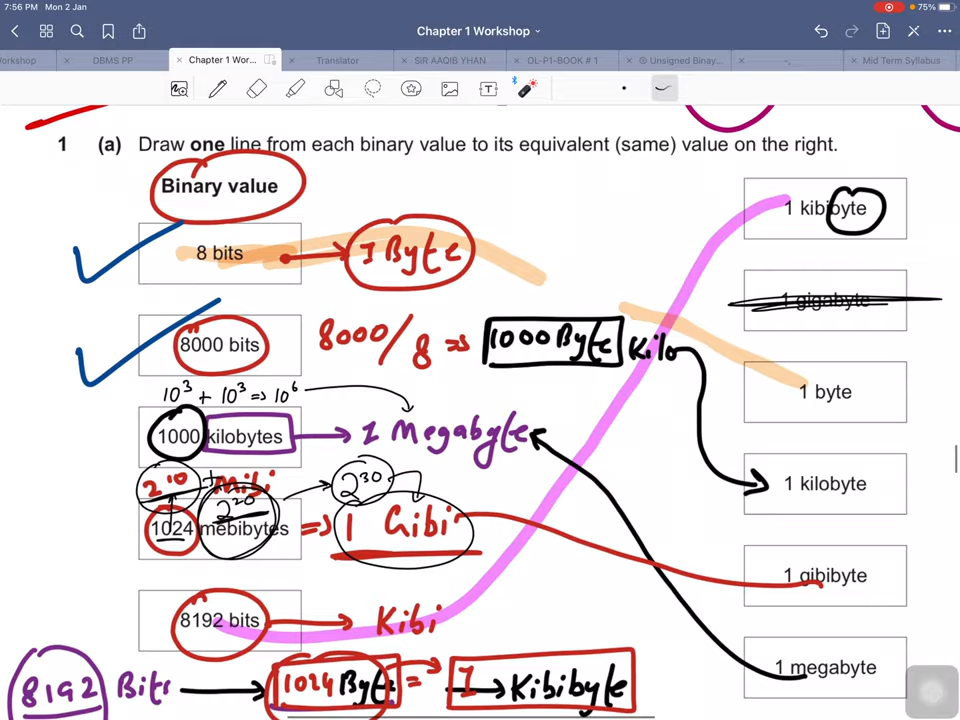 7:56 PM Mon 2 Jan
75%
Chapter 1 Workshop
orkshop
DBMS PP
Chapter 1 Wor...
Translator
SiR AAQIB YHAN
OL-P1-BOOK # 1
Unsigned Binay...
Mid Term Syllabus
1 (a) Draw one line from each binary value to its equivalent (same) value on the right.
Binary value
1 kibibyte
8 bits
1 Byte
1 gigabyte
8000 bits
8000/8 => 1000 Byte Kilo
1 byte
10³ + 10³ => 10⁶
1000 kilobytes
1 Megabyte
1 kilobyte
2¹⁰ + Mibi
2²⁰
2³⁰
1024 mebibytes => 1 Gibi
1 gibibyte
8192 bits
Kibi
1 megabyte
8192 Bits
1024 Byte = 1 Kibibyte